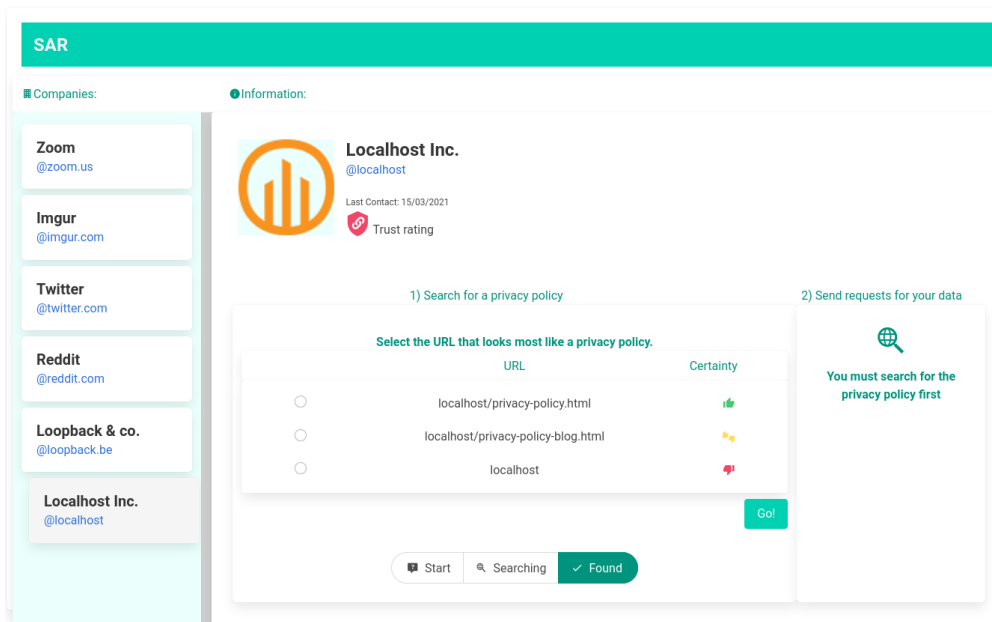 SAR
Companies:
Information:
Zoom
@zoom.us
Imgur
@imgur.com
Twitter
@twitter.com
Reddit
@reddit.com
Loopback & co.
@loopback.be
Localhost Inc.
@localhost
Localhost Inc.
@localhost
Last Contact: 15/03/2021
Trust rating
1) Search for a privacy policy
Select the URL that looks most like a privacy policy.
URL Certainty
localhost/privacy-policy.html
localhost/privacy-policy-blog.html
localhost
Go!
Start Searching Found
2) Send requests for your data
You must search for the
privacy policy first